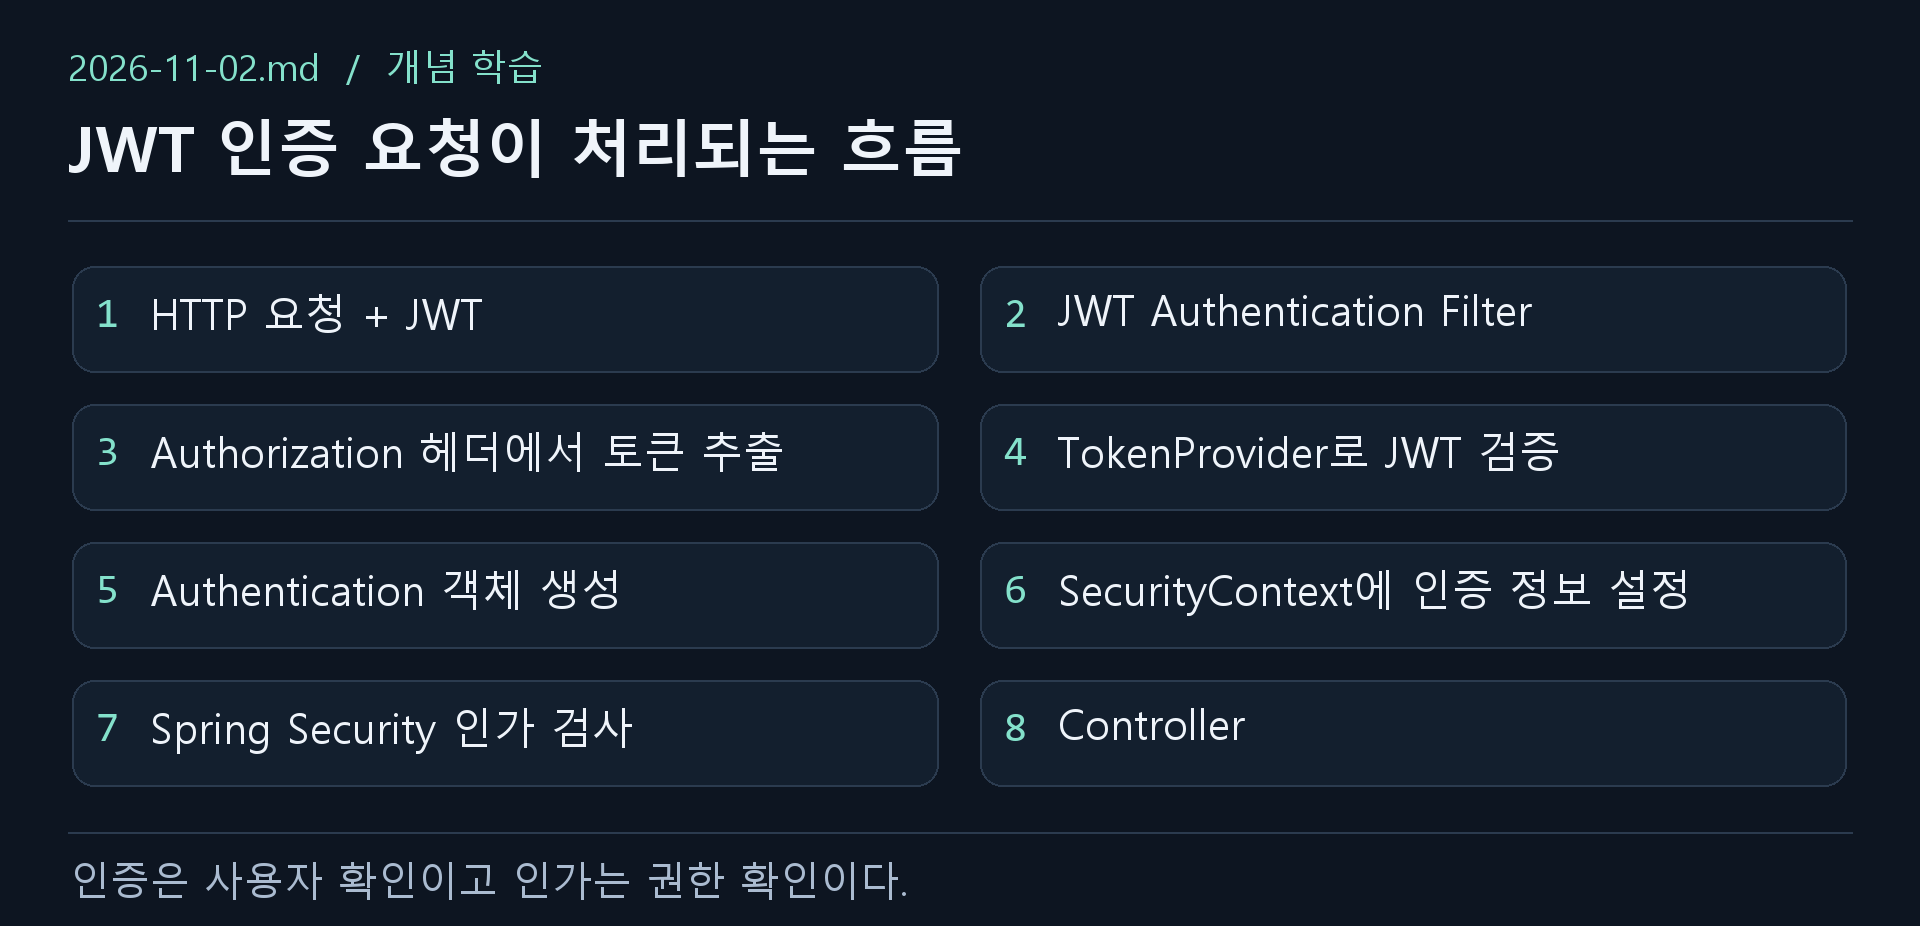 2026-11-02.md / 개념 학습
JWT 인증 요청이 처리되는 흐름
1 HTTP 요청 + JWT
2 JWT Authentication Filter
3 Authorization 헤더에서 토큰 추출
4 TokenProvider로 JWT 검증
5 Authentication 객체 생성
6 SecurityContext에 인증 정보 설정
7 Spring Security 인가 검사
8 Controller
인증은 사용자 확인이고 인가는 권한 확인이다.